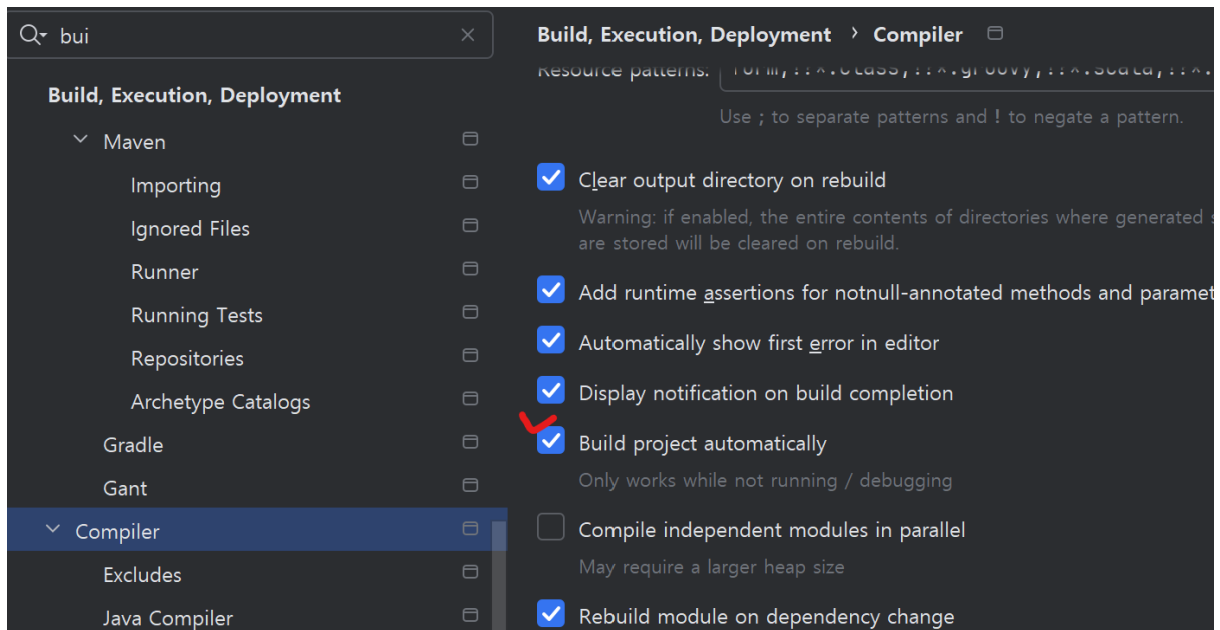 bui
Build, Execution, Deployment
Maven
Importing
Ignored Files
Runner
Running Tests
Repositories
Archetype Catalogs
Gradle
Gant
Compiler
Excludes
Java Compiler
Build, Execution, Deployment › Compiler
Resource patterns:
Use ; to separate patterns and ! to negate a pattern.
Clear output directory on rebuild
Warning: if enabled, the entire contents of directories where generated
are stored will be cleared on rebuild.
Add runtime assertions for notnull-annotated methods and paramet
Automatically show first error in editor
Display notification on build completion
Build project automatically
Only works while not running / debugging
Compile independent modules in parallel
May require a larger heap size
Rebuild module on dependency change